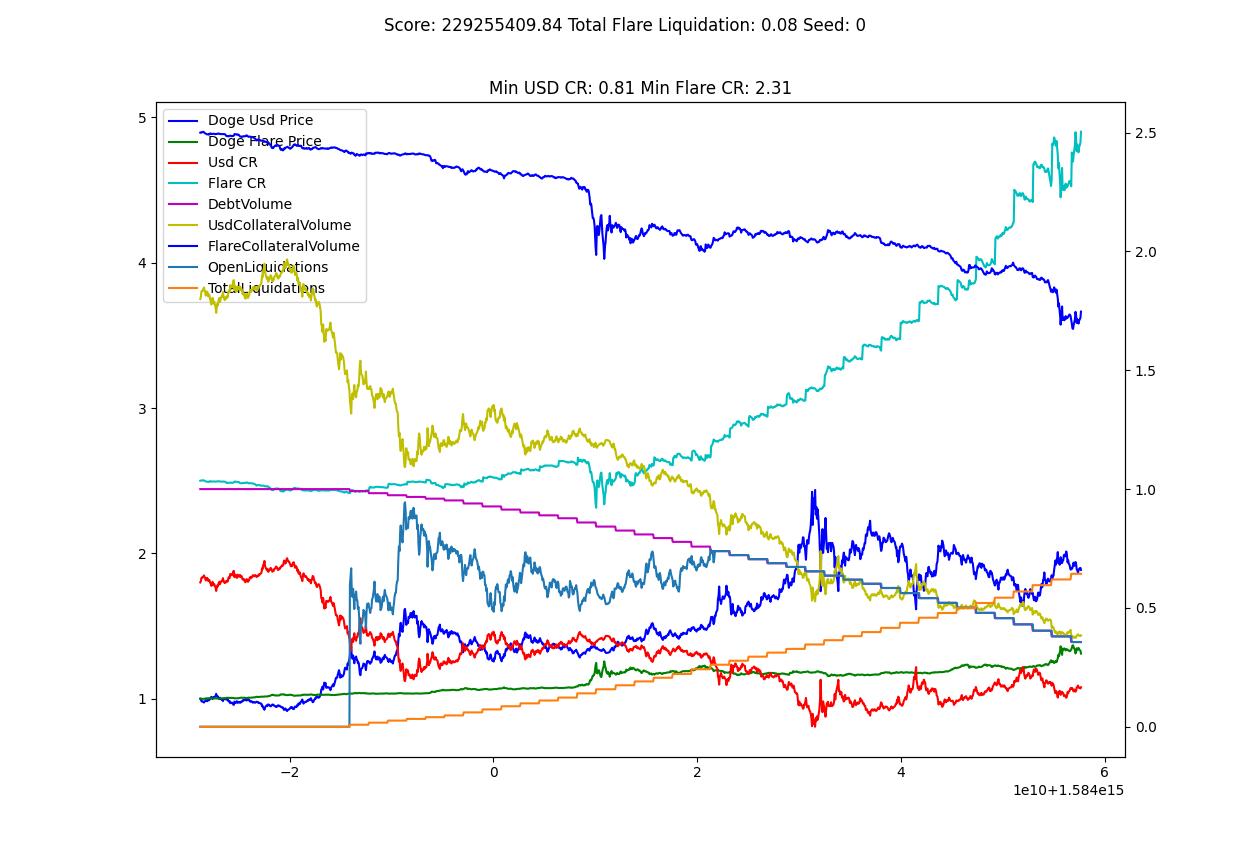 Score: 229255409.84 Total Flare Liquidation: 0.08 Seed: 0
Min USD CR: 0.81 Min Flare CR: 2.31
Doge Usd Price
Doge Flare Price
Usd CR
Flare CR
DebtVolume
UsdCollateralVolume
FlareCollateralVolume
OpenLiquidations
TotalLiquidations
5
4
3
2
1
2.5
2.0
1.5
1.0
0.5
0.0
−2
0
2
4
6
1e10+1.584e15